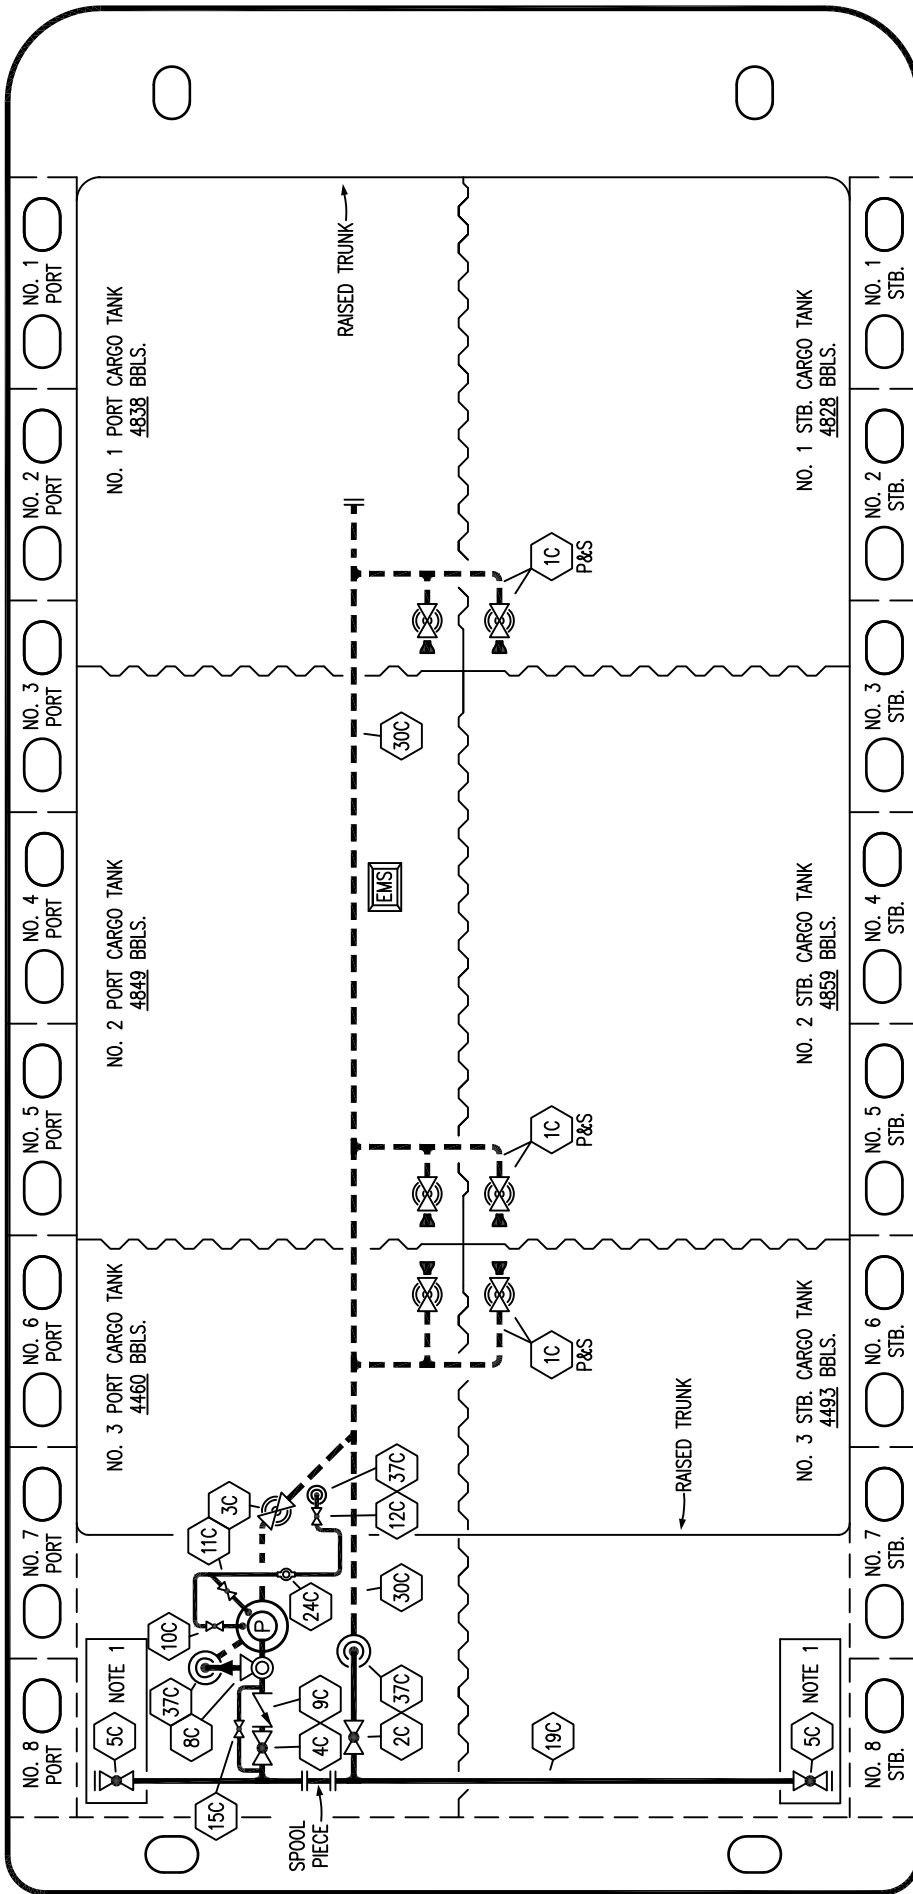 NO. 1
PORT
NO. 2
PORT
NO. 3
PORT
NO. 4
PORT
NO. 5
PORT
NO. 6
PORT
NO. 7
PORT
NO. 8
PORT
NO. 1 PORT CARGO TANK
4838 BBLS.
RAISED TRUNK
NO. 1 STB. CARGO TANK
4828 BBLS.
1C
P&S
30C
EMS
NO. 2 PORT CARGO TANK
4849 BBLS.
NO. 2 STB. CARGO TANK
4859 BBLS.
1C
P&S
NO. 3 PORT CARGO TANK
4460 BBLS.
1C
P&S
NO. 3 STB. CARGO TANK
4493 BBLS.
RAISED TRUNK
3C
11C
37C
12C
24C
30C
10C
P
37C
8C
9C
4C
37C
2C
15C
NOTE 1
5C
SPOOL
PIECE
19C
NOTE 1
5C
NO. 1
STB.
NO. 2
STB.
NO. 3
STB.
NO. 4
STB.
NO. 5
STB.
NO. 6
STB.
NO. 7
STB.
NO. 8
STB.